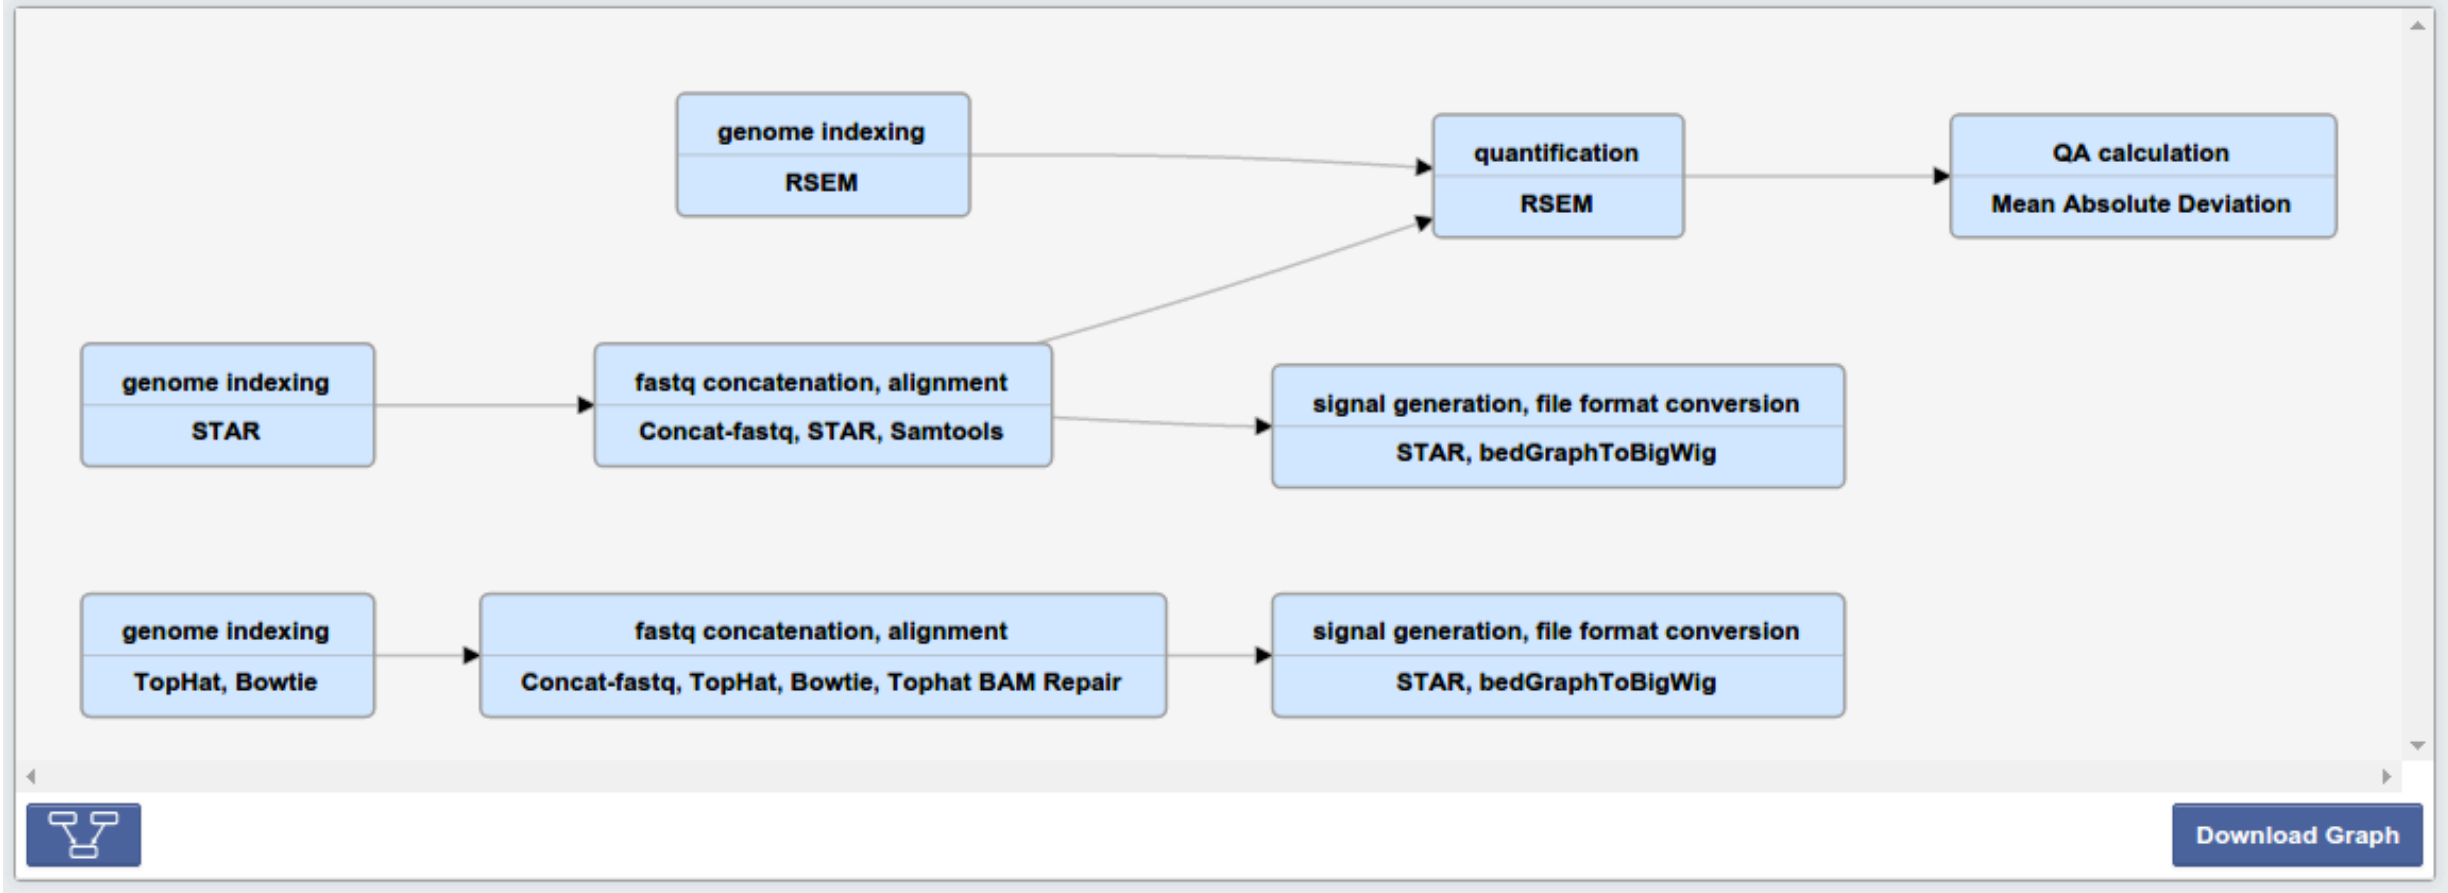 genome indexing
RSEM
quantification
RSEM
QA calculation
Mean Absolute Deviation
genome indexing
STAR
fastq concatenation, alignment
Concat-fastq, STAR, Samtools
signal generation, file format conversion
STAR, bedGraphToBigWig
genome indexing
TopHat, Bowtie
fastq concatenation, alignment
Concat-fastq, TopHat, Bowtie, Tophat BAM Repair
signal generation, file format conversion
STAR, bedGraphToBigWig
Download Graph